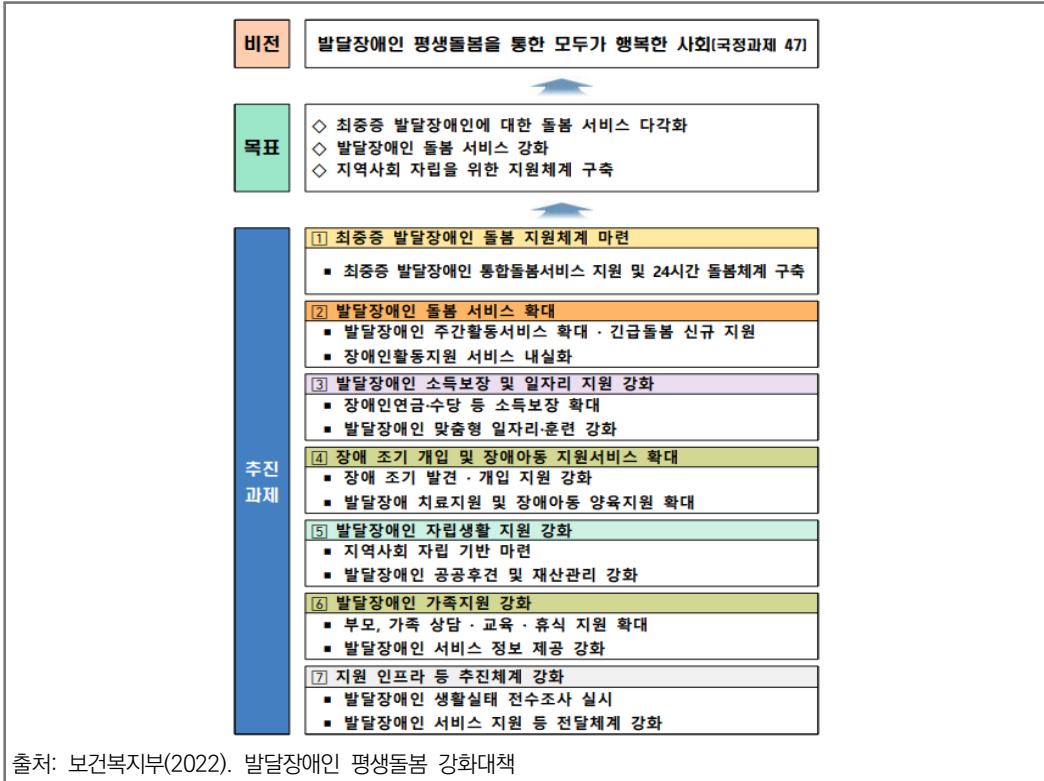 비전
발달장애인 평생돌봄을 통한 모두가 행복한 사회(국정과제 47)
목표
◇ 최중증 발달장애인에 대한 돌봄 서비스 다각화
◇ 발달장애인 돌봄 서비스 강화
◇ 지역사회 자립을 위한 지원체계 구축
추진
과제
1 최중증 발달장애인 돌봄 지원체계 마련
▪ 최중증 발달장애인 통합돌봄서비스 지원 및 24시간 돌봄체계 구축
2 발달장애인 돌봄 서비스 확대
▪ 발달장애인 주간활동서비스 확대 · 긴급돌봄 신규 지원
▪ 장애인활동지원 서비스 내실화
3 발달장애인 소득보장 및 일자리 지원 강화
▪ 장애인연금·수당 등 소득보장 확대
▪ 발달장애인 맞춤형 일자리·훈련 강화
4 장애 조기 개입 및 장애아동 지원서비스 확대
▪ 장애 조기 발견 · 개입 지원 강화
▪ 발달장애 치료지원 및 장애아동 양육지원 확대
5 발달장애인 자립생활 지원 강화
▪ 지역사회 자립 기반 마련
▪ 발달장애인 공공후견 및 재산관리 강화
6 발달장애인 가족지원 강화
▪ 부모, 가족 상담 · 교육 · 휴식 지원 확대
▪ 발달장애인 서비스 정보 제공 강화
7 지원 인프라 등 추진체계 강화
▪ 발달장애인 생활실태 전수조사 실시
▪ 발달장애인 서비스 지원 등 전달체계 강화
출처: 보건복지부(2022). 발달장애인 평생돌봄 강화대책